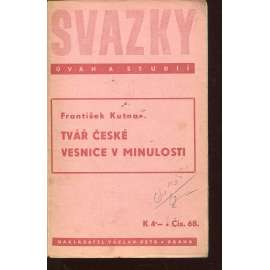 SVAZKY
ÚVAH A STUDIÍ
František Kutnar
TVÁŘ ČESKÉ
VESNICE V MINULOSTI
K 4·— • Čís. 68.
NAKLADATEL VÁCLAV PETR • PRAHA